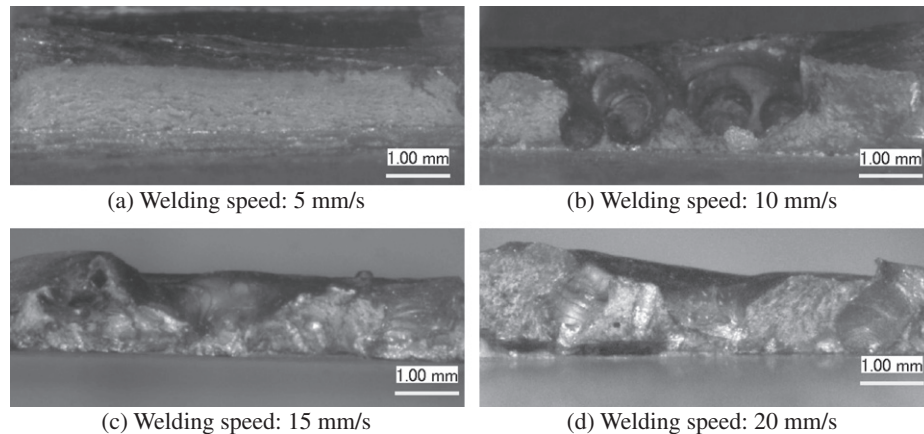 1.00 mm
1.00 mm
(a) Welding speed: 5 mm/s
(b) Welding speed: 10 mm/s
1.00 mm
1.00 mm
(c) Welding speed: 15 mm/s
(d) Welding speed: 20 mm/s